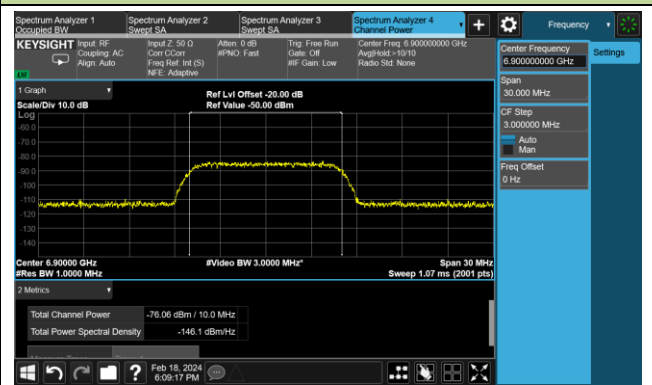 Spectrum Analyzer 1
Occupied BW
Spectrum Analyzer 2
Swept SA
Spectrum Analyzer 3
Swept SA
Spectrum Analyzer 4
Channel Power
Frequency
KEYSIGHT
Input: RF
Coupling: AC
Align: Auto
Input Z: 50 Ω
Corr CCorr
Freq Ref: Int (S)
NFE: Adaptive
Atten: 0 dB
#PNO: Fast
Trig: Free Run
Gate: Off
#IF Gain: Low
Center Freq: 6.900000000 GHz
Avg|Hold:>10/10
Radio Std: None
Center Frequency
6.900000000 GHz
Settings
Span
30.000 MHz
CF Step
3.000000 MHz
Auto
Man
Freq Offset
0 Hz
1 Graph
Scale/Div 10.0 dB
Ref Lvl Offset -20.00 dB
Ref Value -50.00 dBm
Log
-60.0
-70.0
-80.0
-90.0
-100
-110
-120
-130
-140
Center 6.90000 GHz
#Video BW 3.0000 MHz*
Span 30 MHz
#Res BW 1.0000 MHz
Sweep 1.07 ms (2001 pts)
2 Metrics
Total Channel Power -76.06 dBm / 10.0 MHz
Total Power Spectral Density -146.1 dBm/Hz
Feb 18, 2024
6:09:17 PM